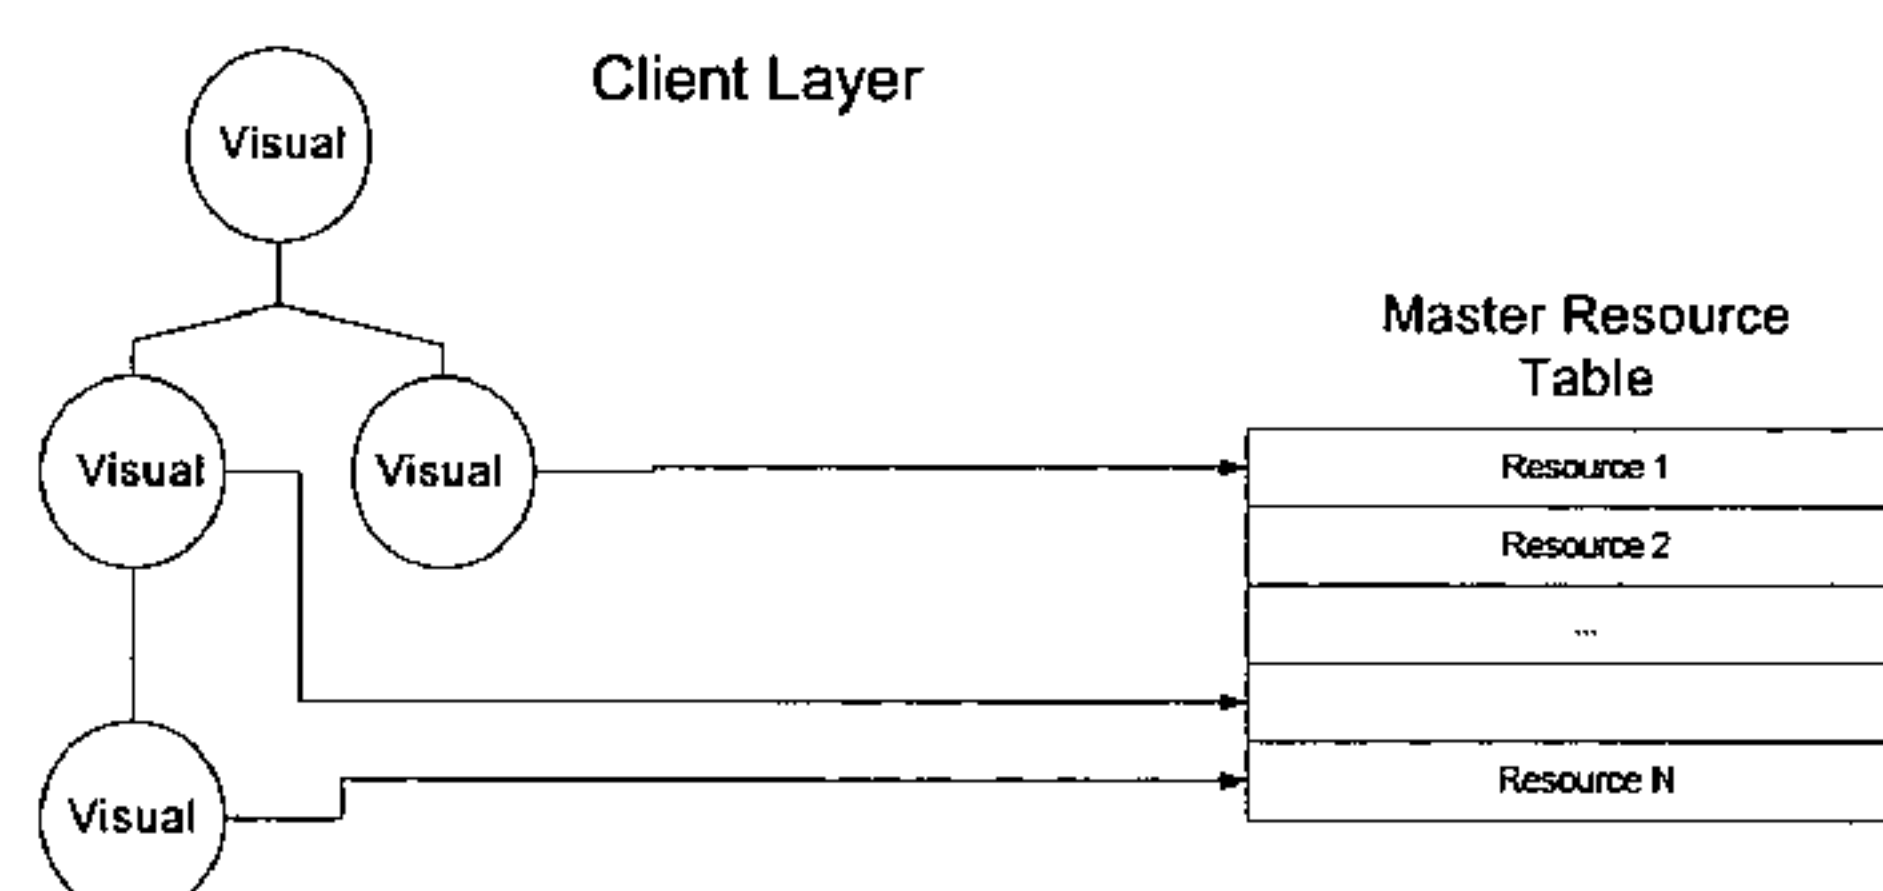 Client Layer
Visual
Master Resource
Table
Visual
Visual
Resource 1
Resource 2
...
Visual
Resource N